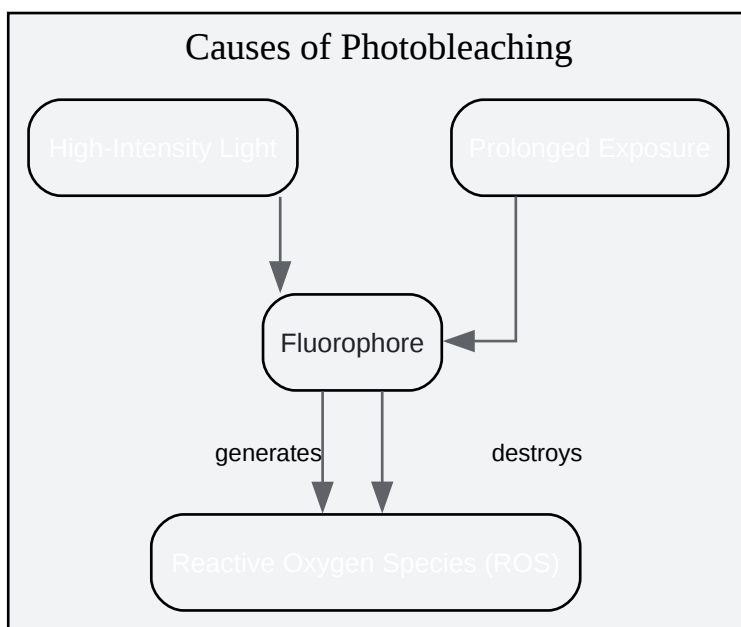 Causes of Photobleaching
High-Intensity Light
Prolonged Exposure
Fluorophore
generates
destroys
Reactive Oxygen Species (ROS)